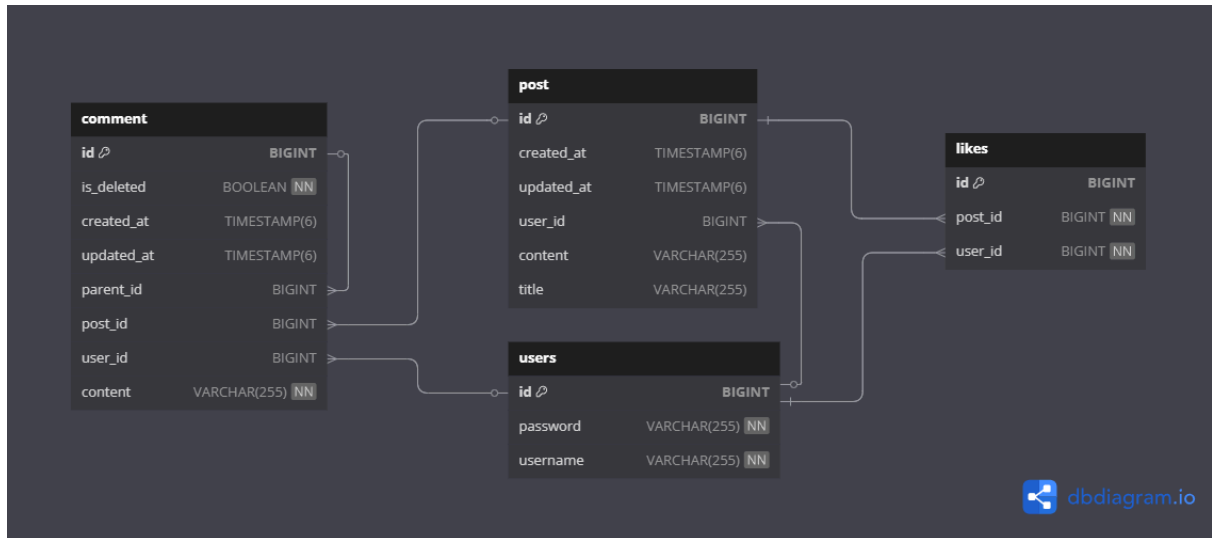 comment
id BIGINT
is_deleted BOOLEAN NN
created_at TIMESTAMP(6)
updated_at TIMESTAMP(6)
parent_id BIGINT
post_id BIGINT
user_id BIGINT
content VARCHAR(255) NN
post
id BIGINT
created_at TIMESTAMP(6)
updated_at TIMESTAMP(6)
user_id BIGINT
content VARCHAR(255)
title VARCHAR(255)
users
id BIGINT
password VARCHAR(255) NN
username VARCHAR(255) NN
likes
id BIGINT
post_id BIGINT NN
user_id BIGINT NN
dbdiagram.io